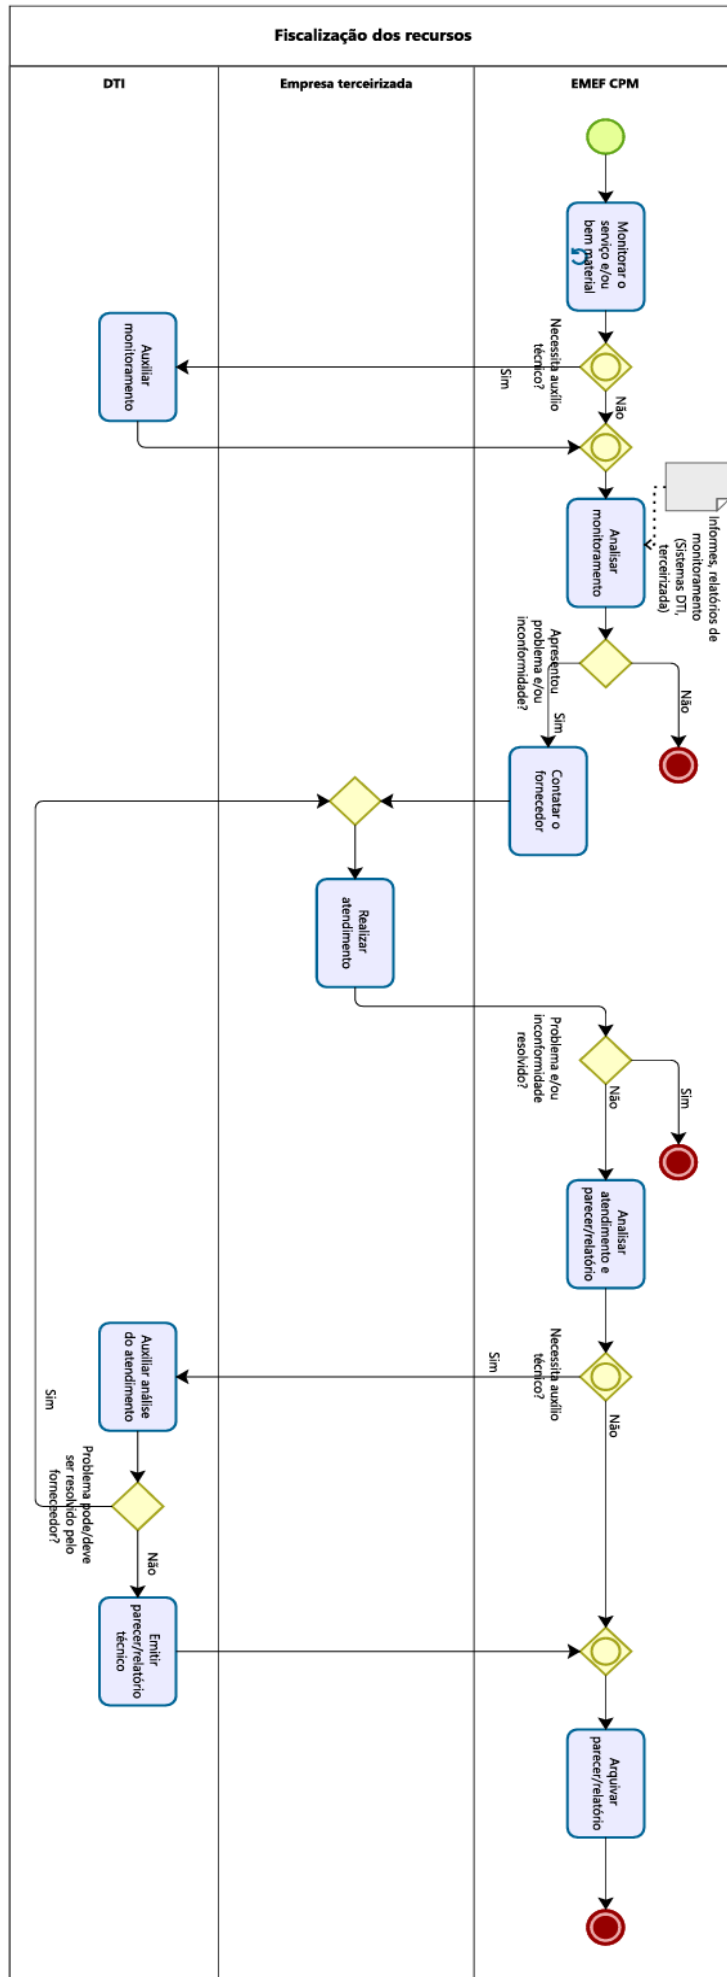 Fiscalização dos recursos
DTI
Empresa terceirizada
EMEF CPM
Monitorar o
serviço e/ou
bem material
Necessita auxílio
técnico?
Sim
Não
Auxiliar
monitoramento
Informes, relatórios de
monitoramento
(Sistemas DTI,
terceirizada)
Analisar
monitoramento
Apresentou
problema e/ou
inconformidade?
Não
Sim
Contatar o
fornecedor
Realizar
atendimento
Problema e/ou
inconformidade
resolvido?
Sim
Não
Analisar
atendimento e
parecer/relatório
Necessita auxílio
técnico?
Sim
Não
Auxiliar análise
do atendimento
Problema pode/deve
ser resolvido pelo
forneceedor?
Sim
Não
Emitir
parecer/relatório
técnico
Arquivar
parecer/relatório